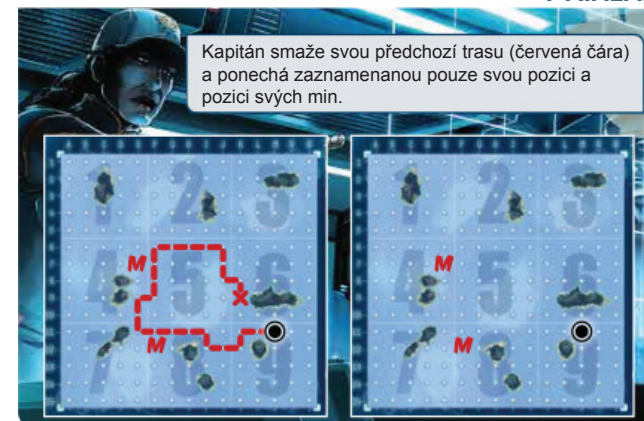 Kapitán smaže svou předchozí trasu (červená čára)
a ponechá zaznamenanou pouze svou pozici a
pozici svých min.
1 2 3
M
4 5 6
M
7 8 9
1 2 3
M
4 5 6
M
7 8 9